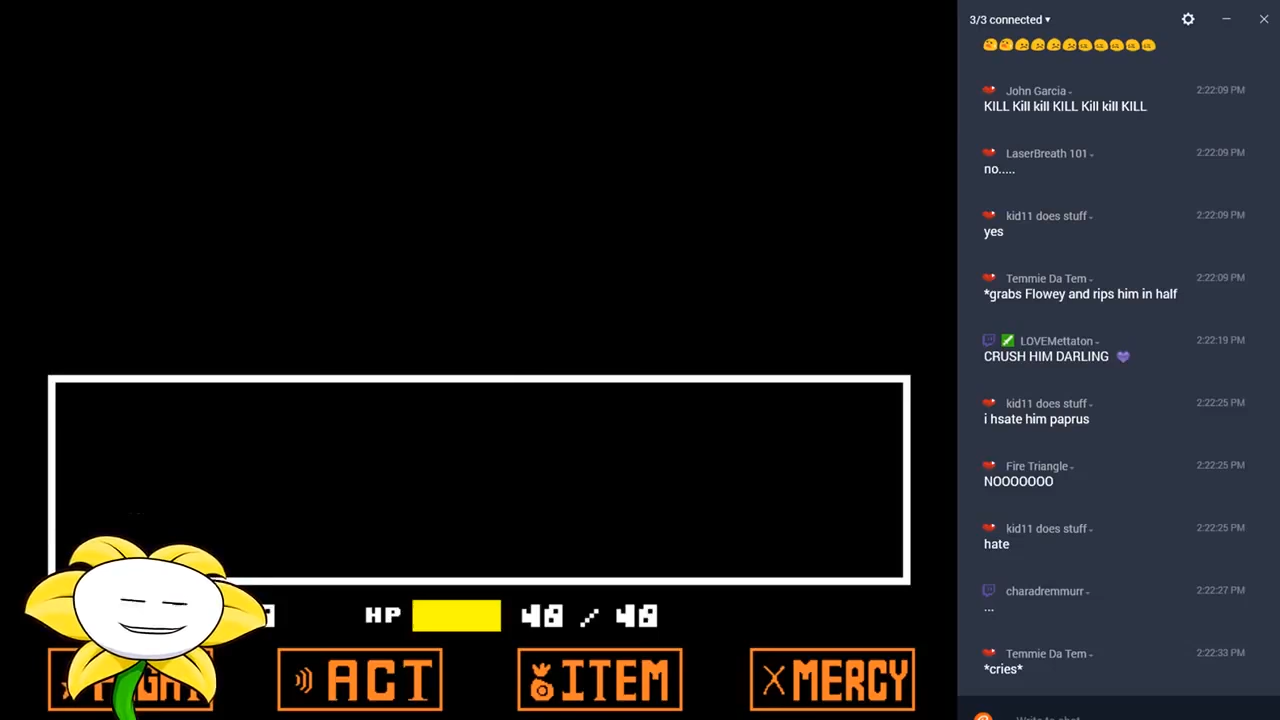 3/3 connected
John Garcia 2:22:09 PM
KILL Kill kill KILL Kill kill KILL
LaserBreath 101 2:22:09 PM
no.....
kid11 does stuff 2:22:09 PM
yes
Temmie Da Tem 2:22:09 PM
*grabs Flowey and rips him in half
LOVEMettaton 2:22:19 PM
CRUSH HIM DARLING
kid11 does stuff 2:22:25 PM
i hsate him paprus
Fire Triangle 2:22:25 PM
NOOOOOOO
kid11 does stuff 2:22:25 PM
hate
charadremmurr 2:22:27 PM
...
Temmie Da Tem 2:22:33 PM
*cries*
HP 48 / 48
ACT ITEM MERCY